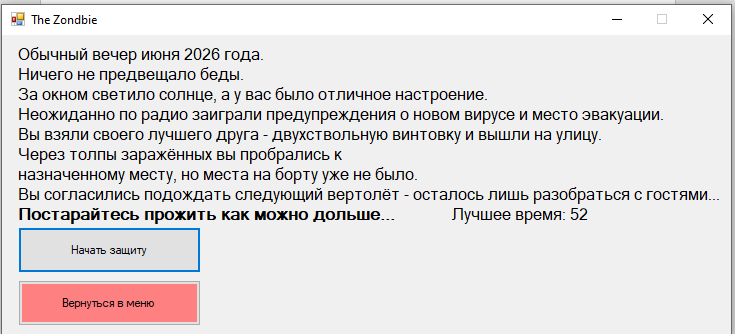 The Zondbie
Обычный вечер июня 2026 года.
Ничего не предвещало беды.
За окном светило солнце, а у вас было отличное настроение.
Неожиданно по радио заиграли предупреждения о новом вирусе и место эвакуации.
Вы взяли своего лучшего друга - двухствольную винтовку и вышли на улицу.
Через толпы заражённых вы пробрались к
назначенному месту, но места на борту уже не было.
Вы согласились подождать следующий вертолёт - осталось лишь разобраться с гостями...
Постарайтесь прожить как можно дольше... Лучшее время: 52
Начать защиту
Вернуться в меню